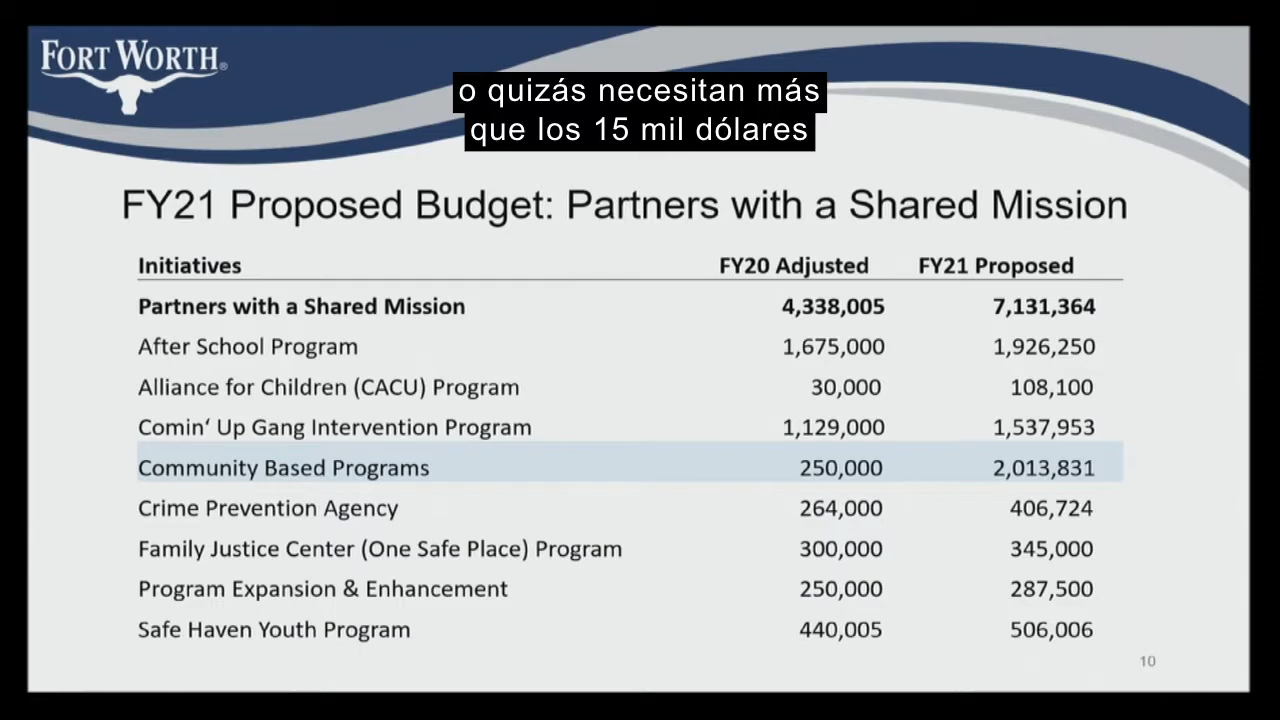 FORT WORTH®
o quizás necesitan más
que los 15 mil dólares
FY21 Proposed Budget: Partners with a Shared Mission
Initiatives FY20 Adjusted FY21 Proposed
Partners with a Shared Mission 4,338,005 7,131,364
After School Program 1,675,000 1,926,250
Alliance for Children (CACU) Program 30,000 108,100
Comin‘ Up Gang Intervention Program 1,129,000 1,537,953
Community Based Programs 250,000 2,013,831
Crime Prevention Agency 264,000 406,724
Family Justice Center (One Safe Place) Program 300,000 345,000
Program Expansion & Enhancement 250,000 287,500
Safe Haven Youth Program 440,005 506,006
10